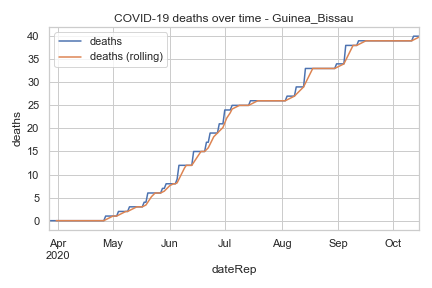 COVID-19 deaths over time - Guinea_Bissau
deaths
deaths (rolling)
40
35
30
25
20
15
10
5
0
deaths
Apr May Jun Jul Aug Sep Oct
2020
dateRep